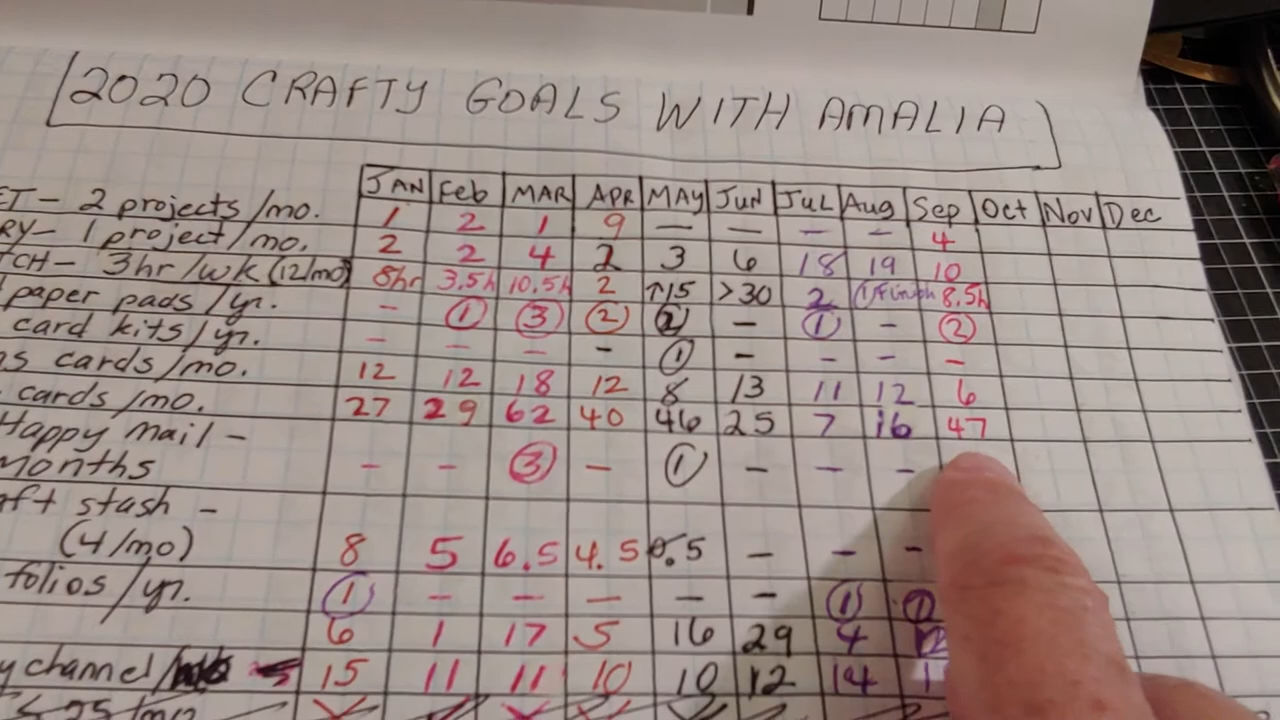 2020 CRAFTY GOALS WITH AMALIA
JAN Feb MAR APR MAY Jun Jul Aug Sep Oct Nov Dec
ET - 2 projects/mo. 1 2 1 9 — — — — 4
RY - 1 project/mo. 2 2 4 2 3 6 18 19 10
TCH - 3hr/wk (12/mo) 8hr 3.5h 10.5h 2 ↑15 >30 2 8.5h
paper pads/yr. — ① ③ ② ② — ① — ②
card kits/yr. — — — — ① — — — —
s cards/mo. 12 12 18 12 8 13 11 12 6
cards/mo. 27 29 62 40 46 25 7 16 47
Happy mail -
months — — ③ — ① — — —
aft stash -
(4/mo) 8 5 6.5 4.5 — — —
folios/yr. ① — — — — — ①
6 1 17 5 16 29 4
y channel/ 15 11 11 10 10 12 14